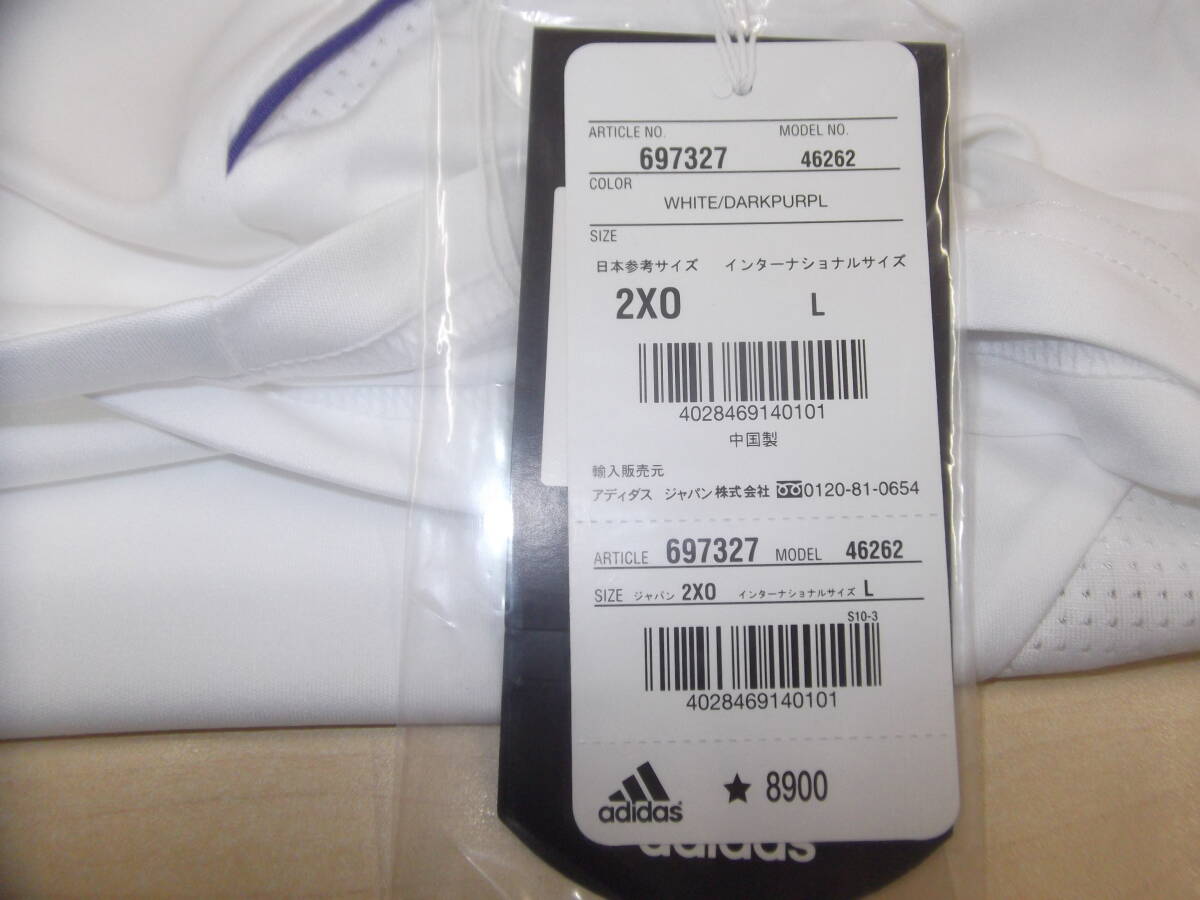 ARTICLE NO. MODEL NO.
697327 46262
COLOR
WHITE/DARKPURPL
SIZE
日本参考サイズ インターナショナルサイズ
2XO L
4028469140101
中国製
輸入販売元
アディダス ジャパン株式会社 0120-81-0654
ARTICLE 697327 MODEL 46262
SIZE ジャパン 2XO インターナショナルサイズ L
S10-3
4028469140101
adidas ★ 8900
adidas